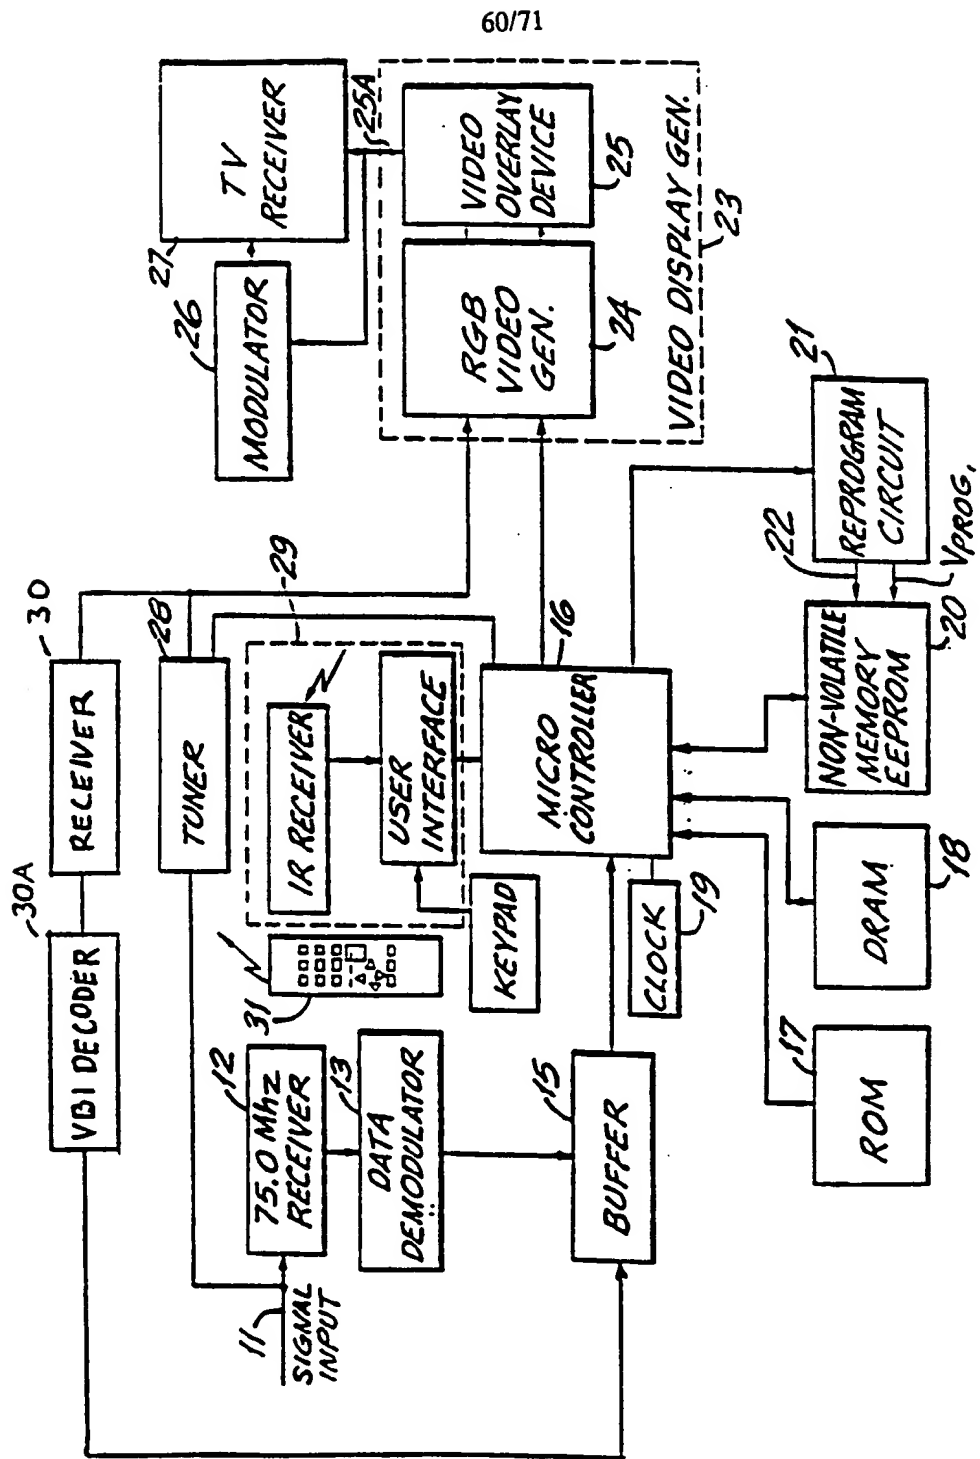 60/71
30A
VBI DECODER
30
RECEIVER
28
TUNER
29
IR RECEIVER
USER
INTERFACE
31
KEYPAD
11
SIGNAL
INPUT
12
75.0 Mhz
RECEIVER
13
DATA
DEMODULATOR
15
BUFFER
16
MICRO
CONTROLLER
CLOCK
19
17
ROM
DRAM
18
NON-VOLATILE
MEMORY
EEPROM
20
22
VPROG.
21
REPROGRAM
CIRCUIT
26
MODULATOR
27
TV
RECEIVER
25A
RGB
VIDEO
GEN.
24
VIDEO
OVERLAY
DEVICE
25
VIDEO DISPLAY GEN.
23